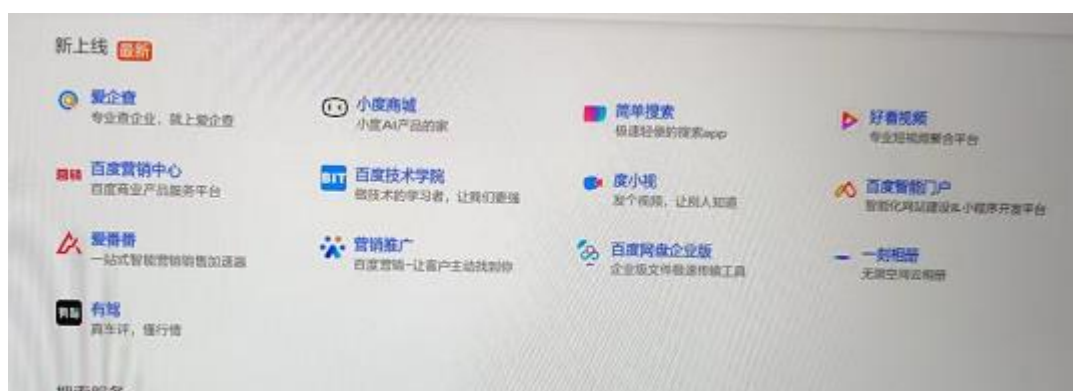 新上线 最新
爱企查
专业查企业，就上爱企查
小度商城
小度AI产品的家
简单搜索
极速轻便的搜索app
好看视频
专业短视频聚合平台
营销
百度营销中心
百度商业产品服务平台
BIT
百度技术学院
做技术的学习者，让我们更强
度小视
发个视频，让别人知道
百度智能门户
智能化网站建设&小程序开发平台
爱番番
一站式智能营销销售加速器
营销推广
百度营销-让客户主动找到你
百度网盘企业版
企业级文件极速传输工具
一刻相册
无限空间云相册
有驾
有驾
真车评，懂行情